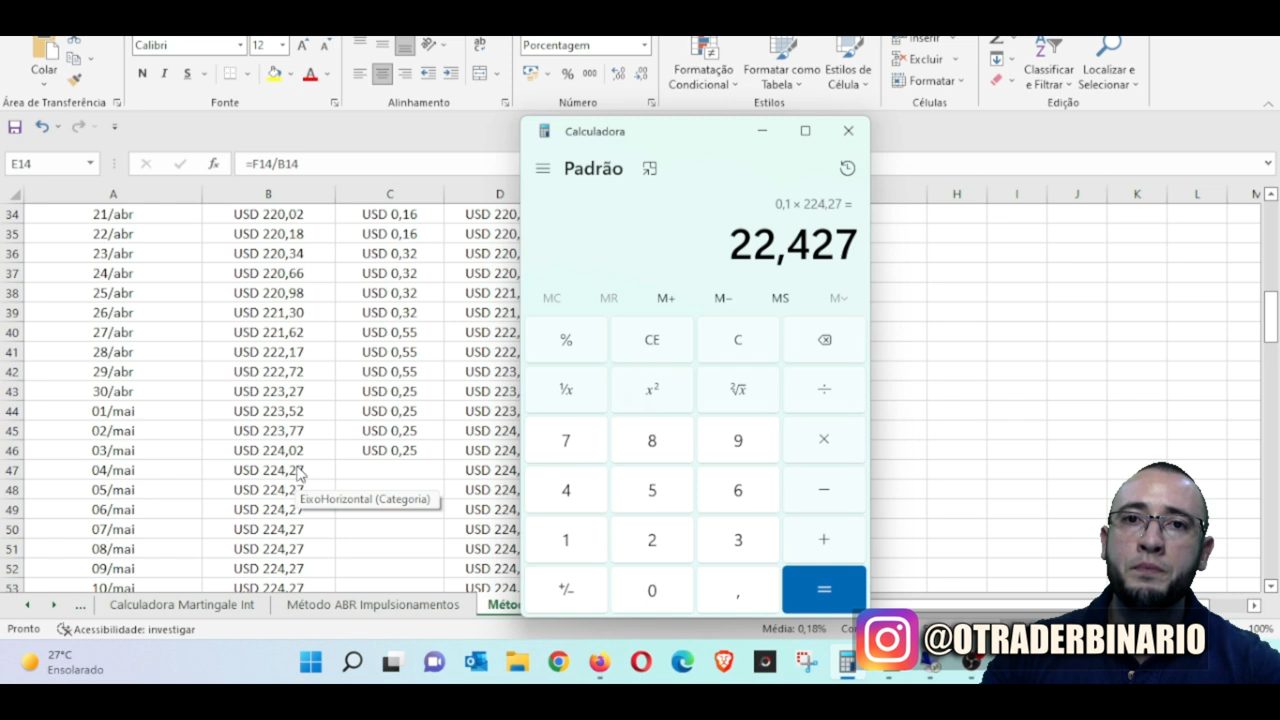 Calibri 12 Porcentagem Inserir
Colar N I S % 000 Formatação Formatar como Estilos de Excluir Classificar Localizar e
Condicional Tabela Célula Formatar e Filtrar Selecionar
Área de Transferência Fonte Alinhamento Número Estilos Células Edição
E14 fx =F14/B14
A B C D H I J K L
34 21/abr USD 220,02 USD 0,16 USD 220,
35 22/abr USD 220,18 USD 0,16 USD 220,
36 23/abr USD 220,34 USD 0,32 USD 220,
37 24/abr USD 220,66 USD 0,32 USD 220,
38 25/abr USD 220,98 USD 0,32 USD 221,
39 26/abr USD 221,30 USD 0,32 USD 221,
40 27/abr USD 221,62 USD 0,55 USD 222,
41 28/abr USD 222,17 USD 0,55 USD 222,
42 29/abr USD 222,72 USD 0,55 USD 223,
43 30/abr USD 223,27 USD 0,25 USD 223,
44 01/mai USD 223,52 USD 0,25 USD 223,
45 02/mai USD 223,77 USD 0,25 USD 224,
46 03/mai USD 224,02 USD 0,25 USD 224,
47 04/mai USD 224,27 USD 224,
48 05/mai USD 224,27 USD 224,
EixoHorizontal (Categoria)
49 06/mai USD 224,27 USD 224,
50 07/mai USD 224,27 USD 224,
51 08/mai USD 224,27 USD 224,
52 09/mai USD 224,27 USD 224,
53 10/mai USD 224,27 USD 224,
Calculadora
Padrão
0,1 × 224,27 =
22,427
MC MR M+ M− MS M
% CE C
¹/x x² ²√x ÷
7 8 9 ×
4 5 6 −
1 2 3 +
+/− 0 , =
... Calculadora Martingale Int Método ABR Impulsionamentos Méto
Pronto Acessibilidade: investigar Média: 0,18% 100%
@OTRADERBINARIO
27°C
Ensolarado